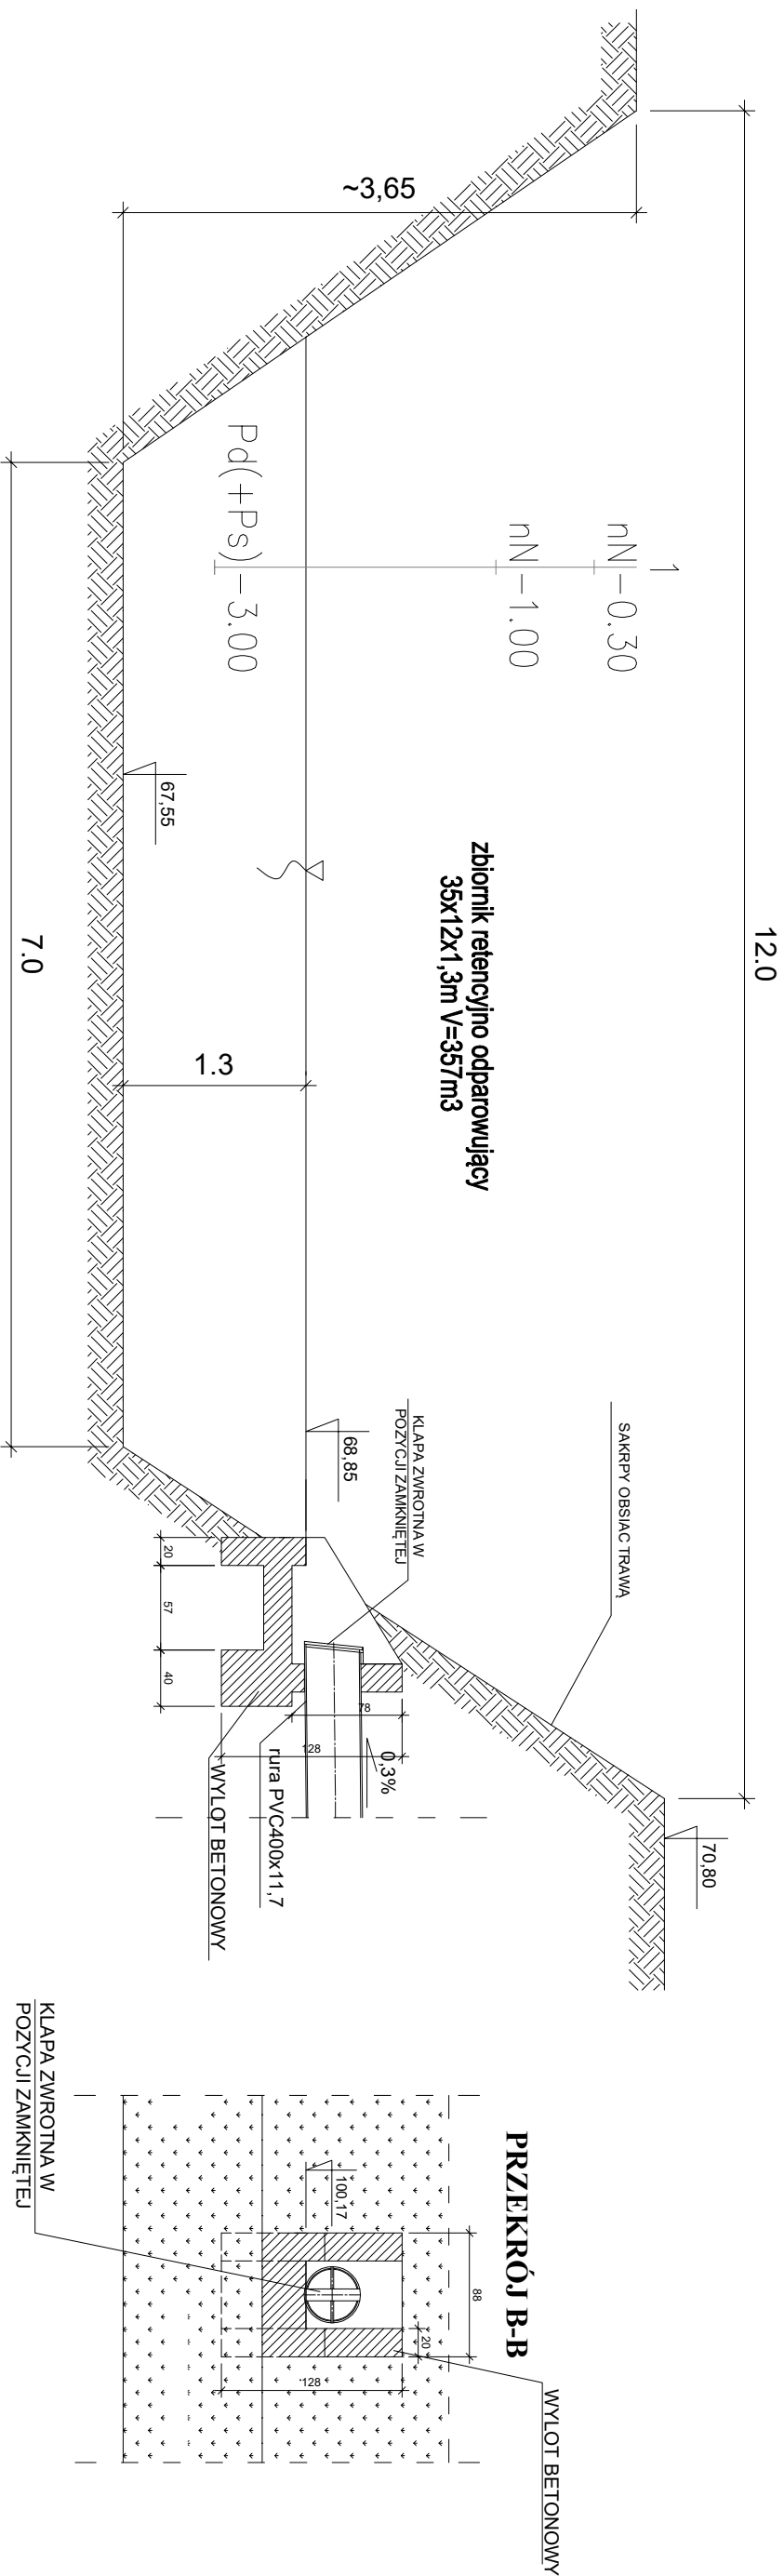 12.0
~3,65
1
nN-0.30
nN-1.00
Pd(+Ps)-3.00
zbiornik retencyjno odparowujący
35x12x1,3m V=357m3
67,55
1.3
7.0
SAKRPY OBSIAC TRAWĄ
KLAPA ZWROTNA W
POZYCJI ZAMKNIĘTEJ
68,85
70,80
20
57
40
78
128
0,3%
rura PVC400x11,7
WYLOT BETONOWY
PRZEKRÓJ B-B
100,17
88
20
128
WYLOT BETONOWY
KLAPA ZWROTNA W
POZYCJI ZAMKNIĘTEJ